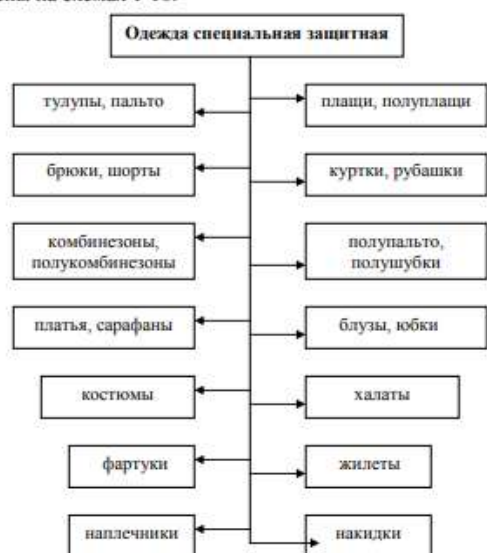 Одежда специальная защитная
тулупы, пальто
плащи, полуплащи
брюки, шорты
куртки, рубашки
комбинезоны,
полукомбинезоны
полупальто,
полушубки
платья, сарафаны
блузы, юбки
костюмы
халаты
фартуки
жилеты
наплечники
накидки